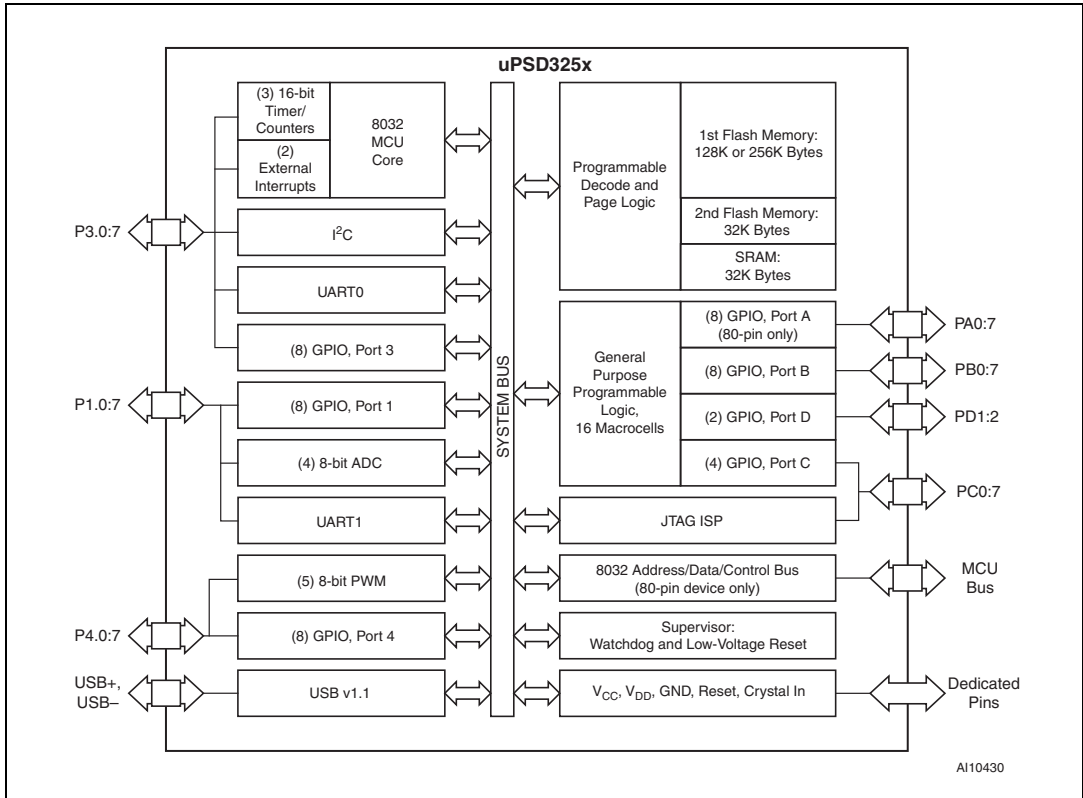 uPSD325x
(3) 16-bit
Timer/
Counters
(2)
External
Interrupts
8032
MCU
Core
I²C
UART0
(8) GPIO, Port 3
(8) GPIO, Port 1
(4) 8-bit ADC
UART1
(5) 8-bit PWM
(8) GPIO, Port 4
USB v1.1
P3.0:7
P1.0:7
P4.0:7
USB+,
USB–
SYSTEM BUS
Programmable
Decode and
Page Logic
1st Flash Memory:
128K or 256K Bytes
2nd Flash Memory:
32K Bytes
SRAM:
32K Bytes
General
Purpose
Programmable
Logic,
16 Macrocells
(8) GPIO, Port A
(80-pin only)
(8) GPIO, Port B
(2) GPIO, Port D
(4) GPIO, Port C
JTAG ISP
8032 Address/Data/Control Bus
(80-pin device only)
Supervisor:
Watchdog and Low-Voltage Reset
VCC, VDD, GND, Reset, Crystal In
PA0:7
PB0:7
PD1:2
PC0:7
MCU
Bus
Dedicated
Pins
AI10430